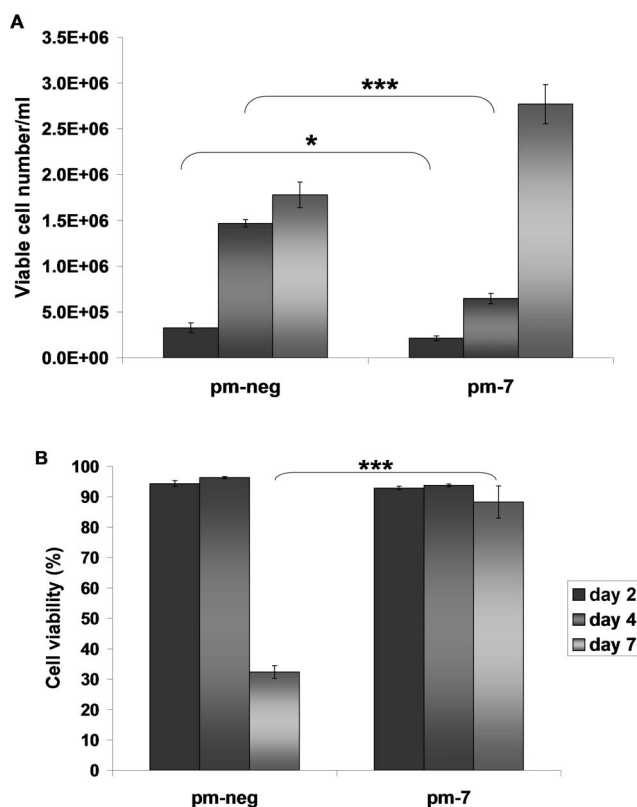 A
Viable cell number/ml
3.5E+06
3.0E+06
2.5E+06
2.0E+06
1.5E+06
1.0E+06
5.0E+05
0.0E+00
***
*
pm-neg pm-7
B
Cell viability (%)
100
90
80
70
60
50
40
30
20
10
0
***
day 2
day 4
day 7
pm-neg pm-7